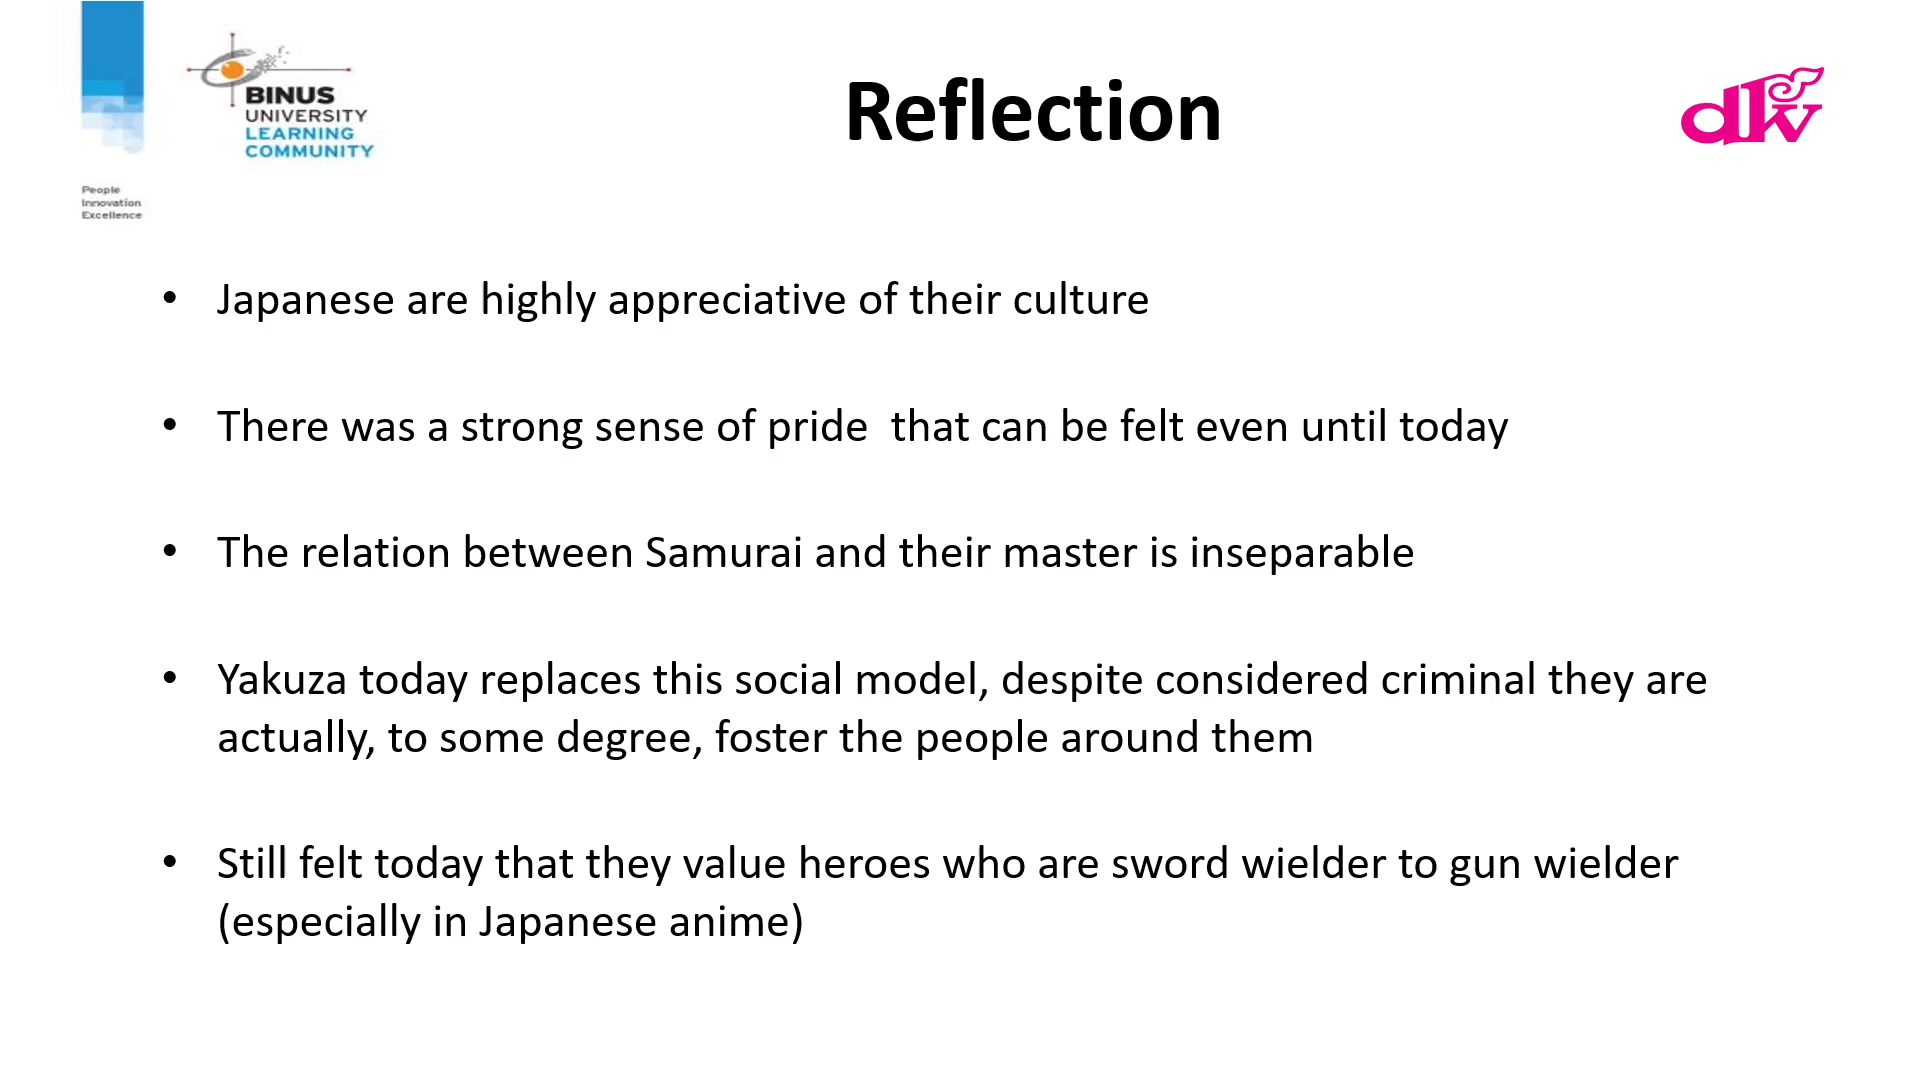 BINUS
UNIVERSITY
LEARNING
COMMUNITY
People
Innovation
Excellence
Reflection
dkv
• Japanese are highly appreciative of their culture
• There was a strong sense of pride  that can be felt even until today
• The relation between Samurai and their master is inseparable
• Yakuza today replaces this social model, despite considered criminal they are
actually, to some degree, foster the people around them
• Still felt today that they value heroes who are sword wielder to gun wielder
(especially in Japanese anime)